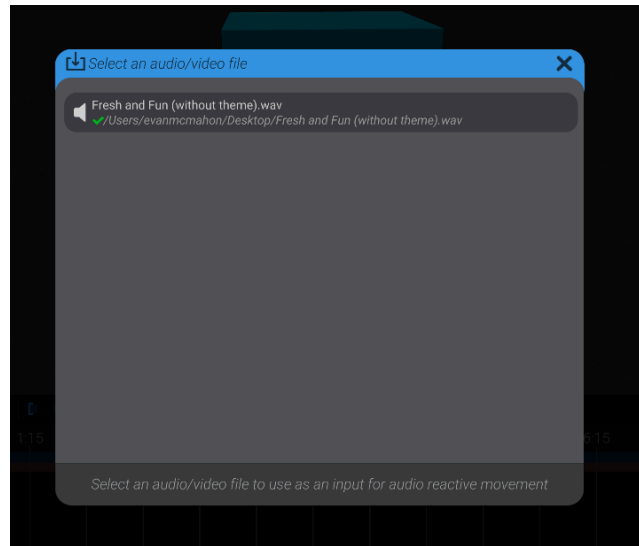 Select an audio/video file
Fresh and Fun (without theme).wav
/Users/evanmcmahon/Desktop/Fresh and Fun (without theme).wav
1:15
6:15
Select an audio/video file to use as an input for audio reactive movement